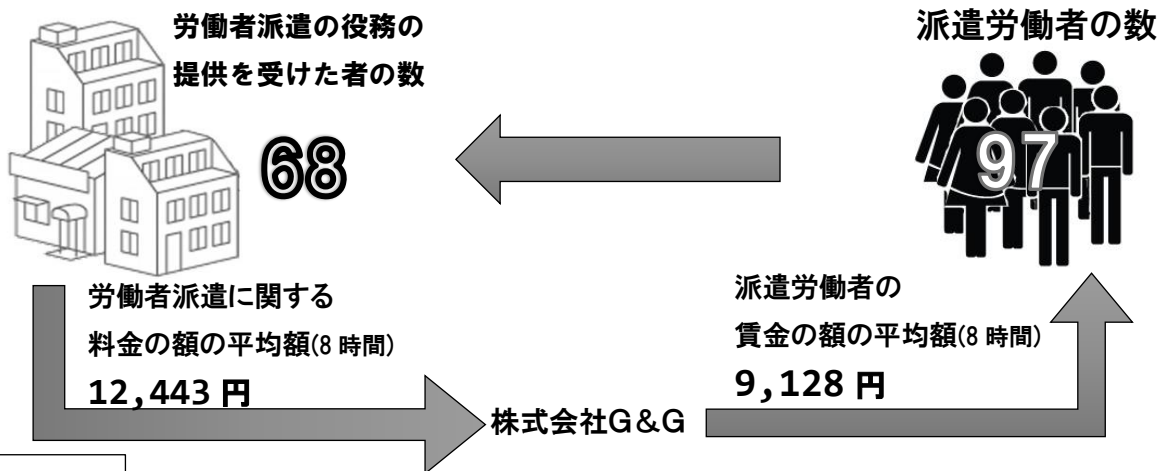 労働者派遣の役務の
提供を受けた者の数
68
派遣労働者の数
97
労働者派遣に関する
料金の額の平均額(8 時間)
12,443 円
派遣労働者の
賃金の額の平均額(8 時間)
9,128 円
株式会社G&G